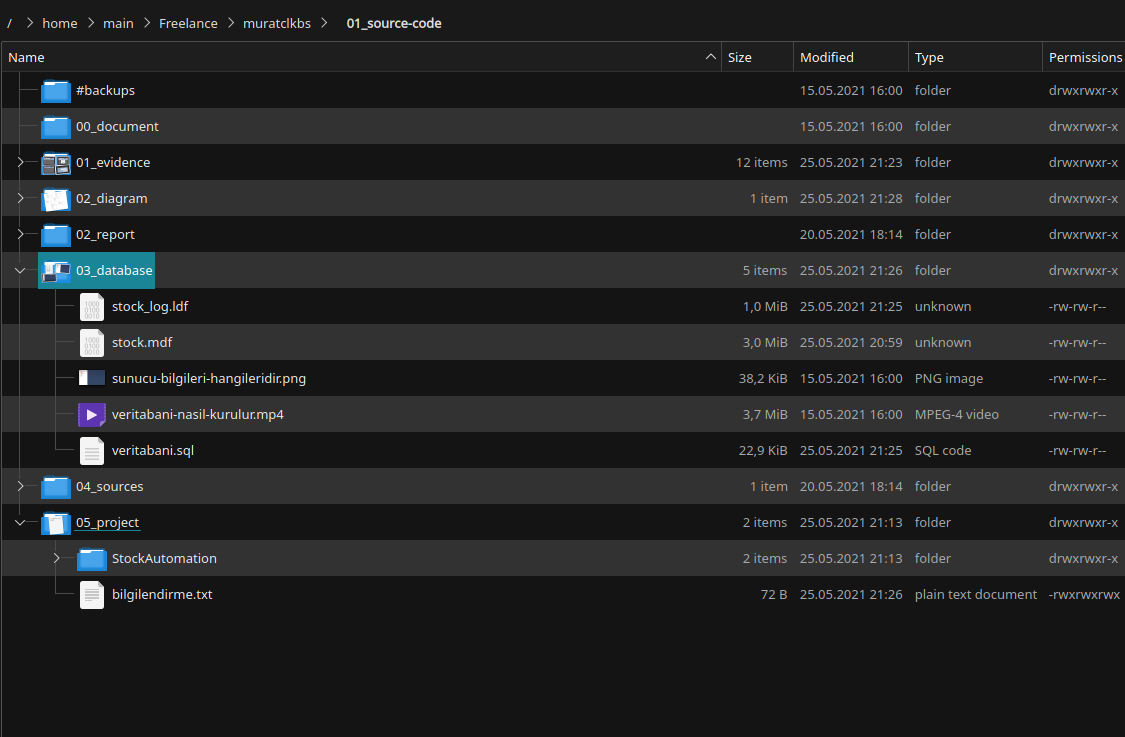 / > home > main > Freelance > muratclkbs > 01_source-code
Name Size Modified Type Permissions
#backups 15.05.2021 16:00 folder drwxrwxr-x
00_document 15.05.2021 16:00 folder drwxrwxr-x
01_evidence 12 items 25.05.2021 21:23 folder drwxrwxr-x
02_diagram 1 item 25.05.2021 21:28 folder drwxrwxr-x
02_report 20.05.2021 18:14 folder drwxrwxr-x
03_database 5 items 25.05.2021 21:26 folder drwxrwxr-x
stock_log.ldf 1,0 MiB 25.05.2021 21:25 unknown -rw-rw-r--
stock.mdf 3,0 MiB 25.05.2021 20:59 unknown -rw-rw-r--
sunucu-bilgileri-hangileridir.png 38,2 KiB 15.05.2021 16:00 PNG image -rw-rw-r--
veritabani-nasil-kurulur.mp4 3,7 MiB 15.05.2021 16:00 MPEG-4 video -rw-rw-r--
veritabani.sql 22,9 KiB 25.05.2021 21:25 SQL code -rw-rw-r--
04_sources 1 item 20.05.2021 18:14 folder drwxrwxr-x
05_project 2 items 25.05.2021 21:13 folder drwxrwxr-x
StockAutomation 2 items 25.05.2021 21:13 folder drwxrwxr-x
bilgilendirme.txt 72 B 25.05.2021 21:26 plain text document -rwxrwxrwx